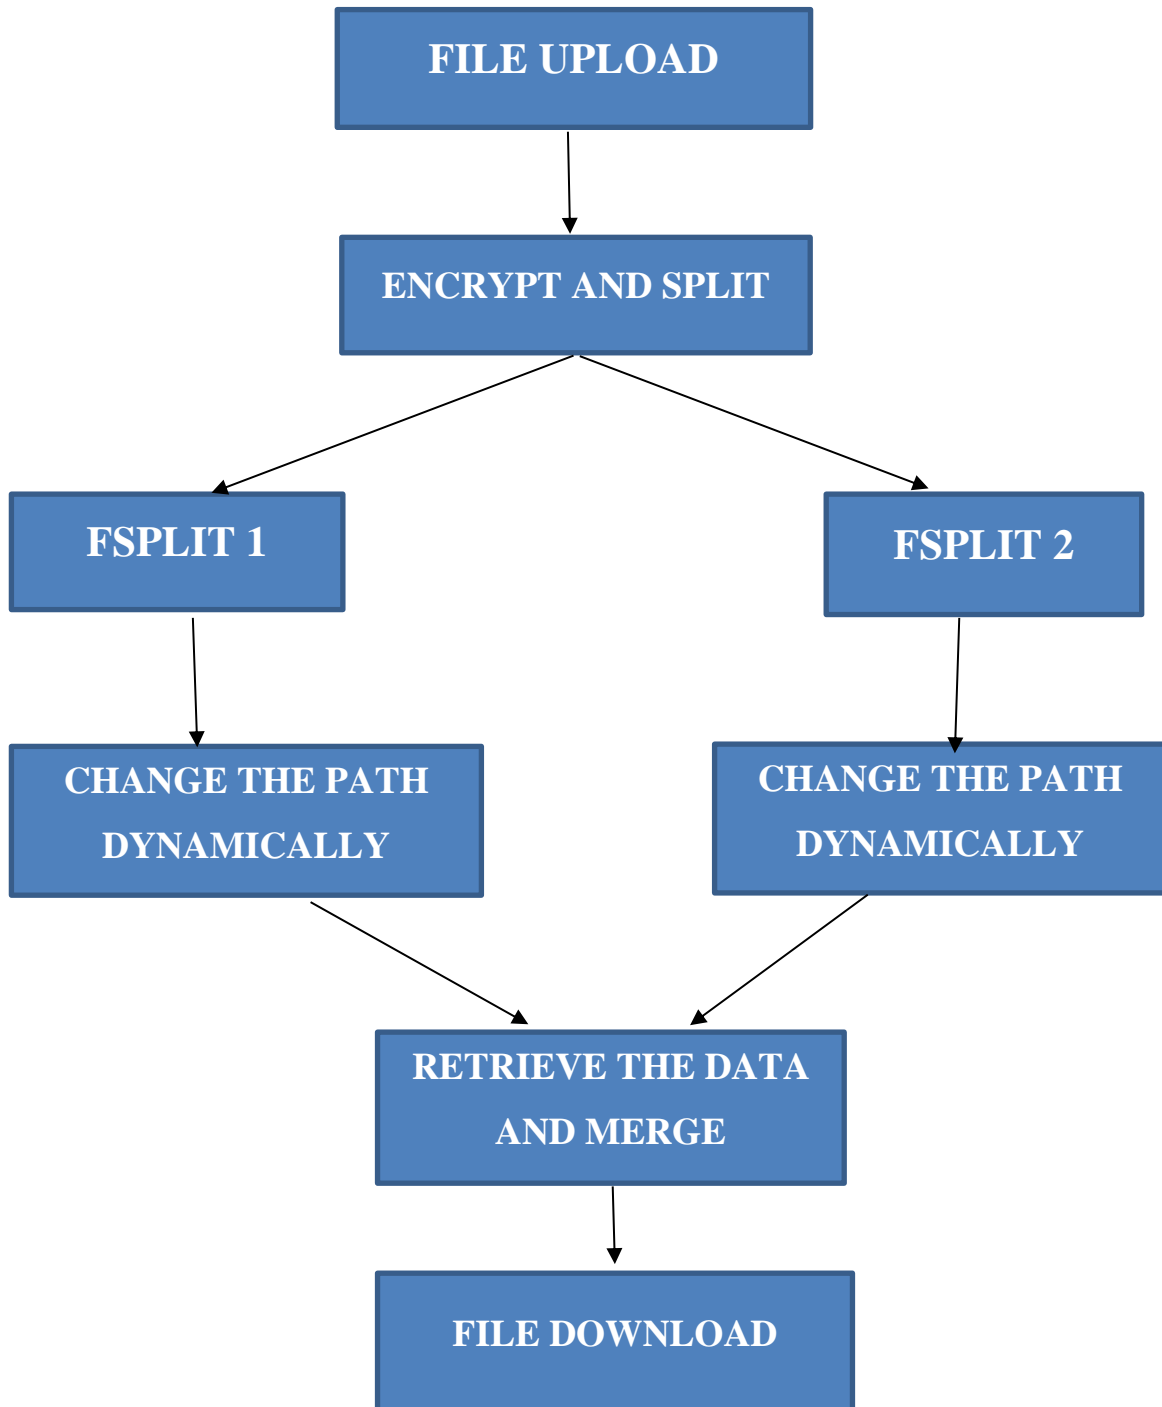 FILE UPLOAD
ENCRYPT AND SPLIT
FSPLIT 1
FSPLIT 2
CHANGE THE PATH
DYNAMICALLY
CHANGE THE PATH
DYNAMICALLY
RETRIEVE THE DATA
AND MERGE
FILE DOWNLOAD